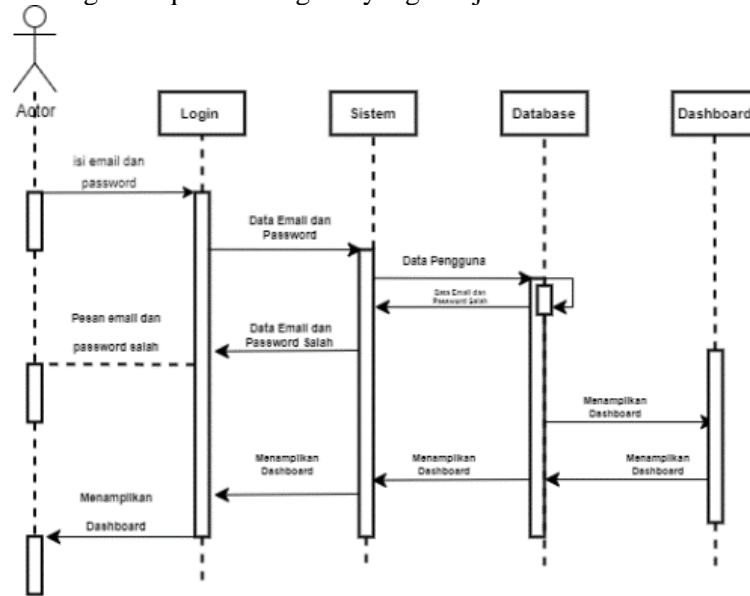 Actor
Login
Sistem
Database
Dashboard
isi email dan
password
Data Email dan
Password
Data Pengguna
Data Email dan
Password Salah
Data Email dan
Password Salah
Pesan email dan
password salah
Menampilkan
Dashboard
Menampilkan
Dashboard
Menampilkan
Dashboard
Menampilkan
Dashboard
Menampilkan
Dashboard